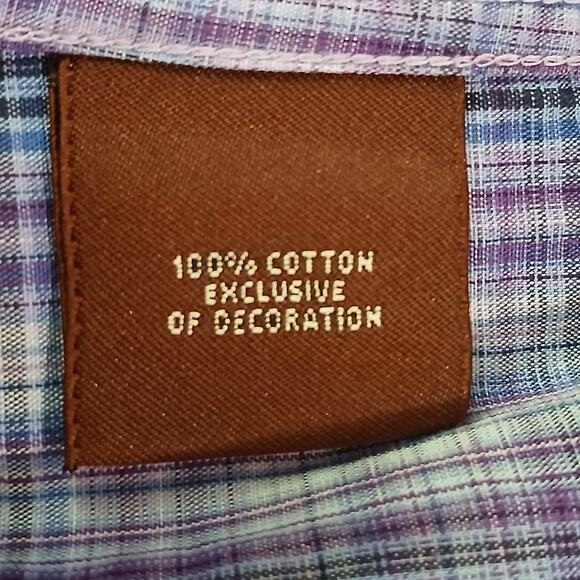 100% COTTON
EXCLUSIVE
OF DECORATION